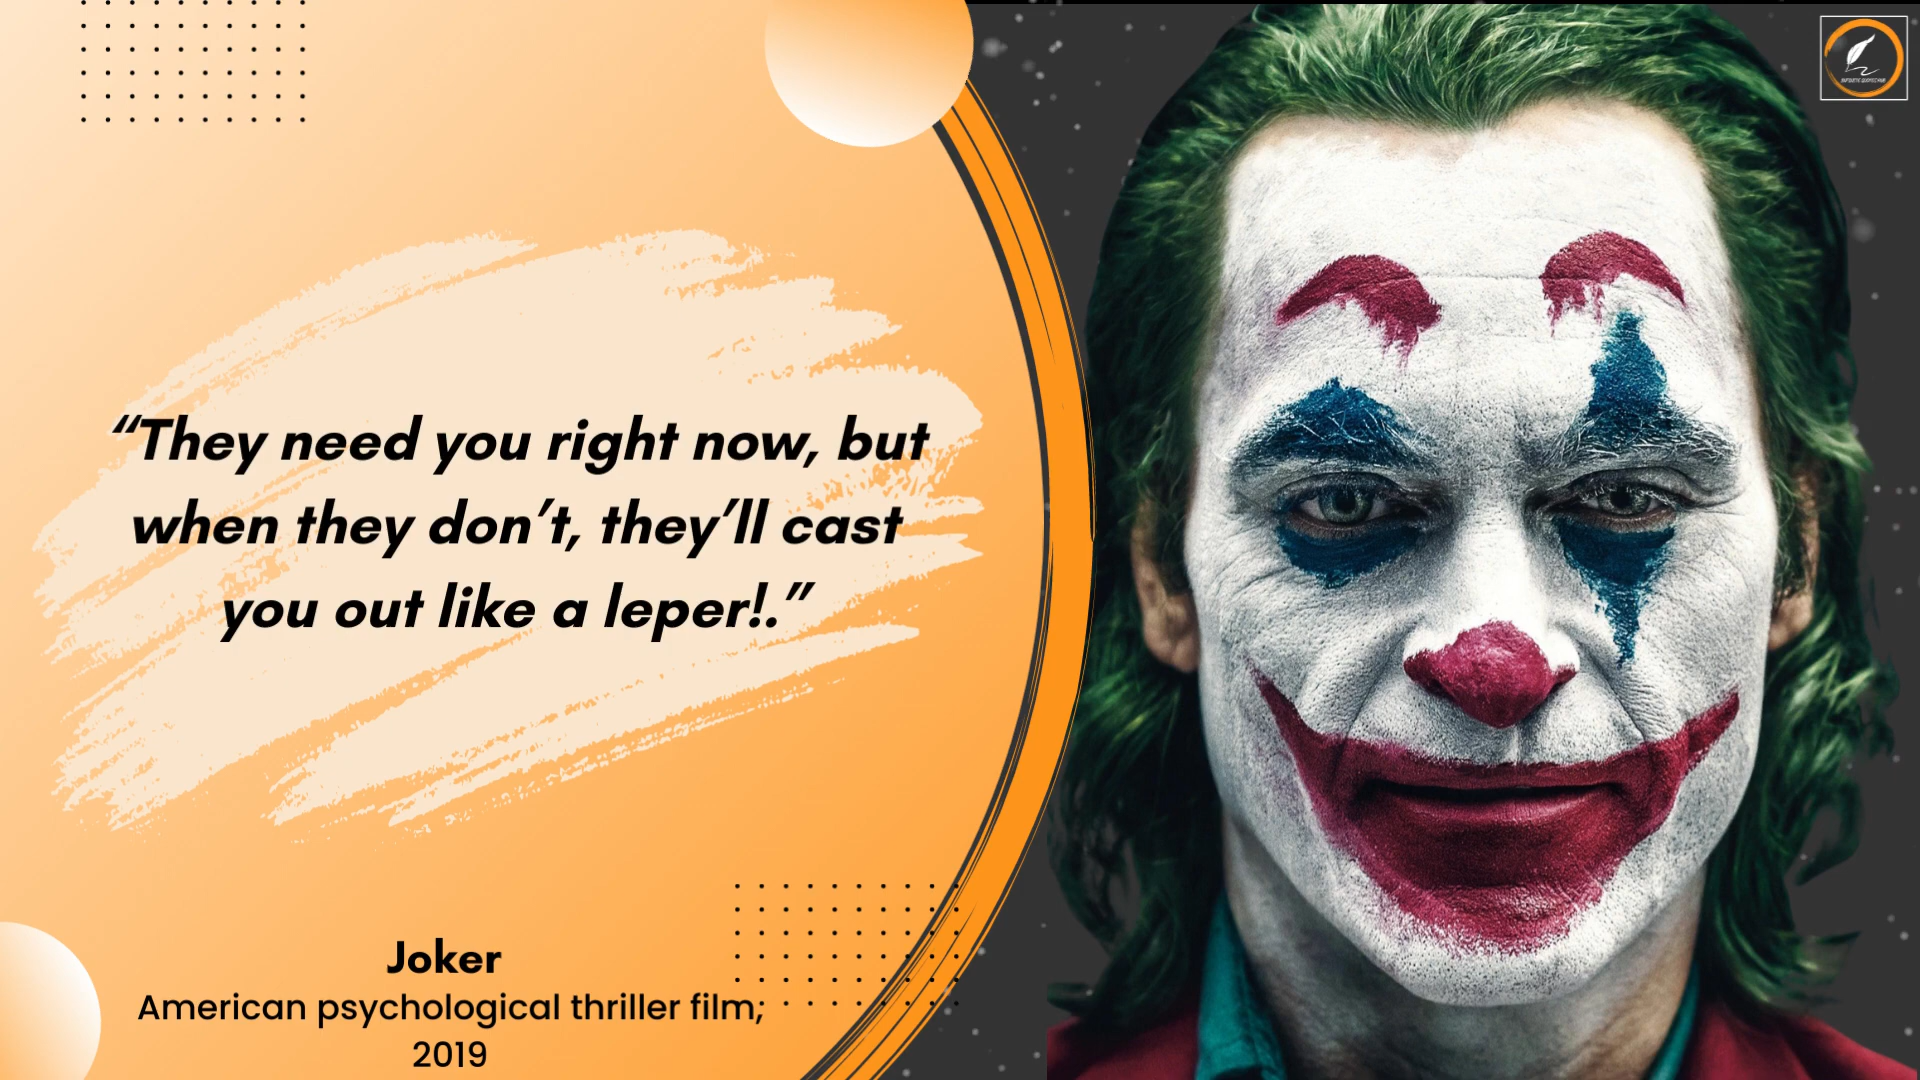 “They need you right now, but
when they don’t, they’ll cast
you out like a leper!.”
Joker
American psychological thriller film,
2019